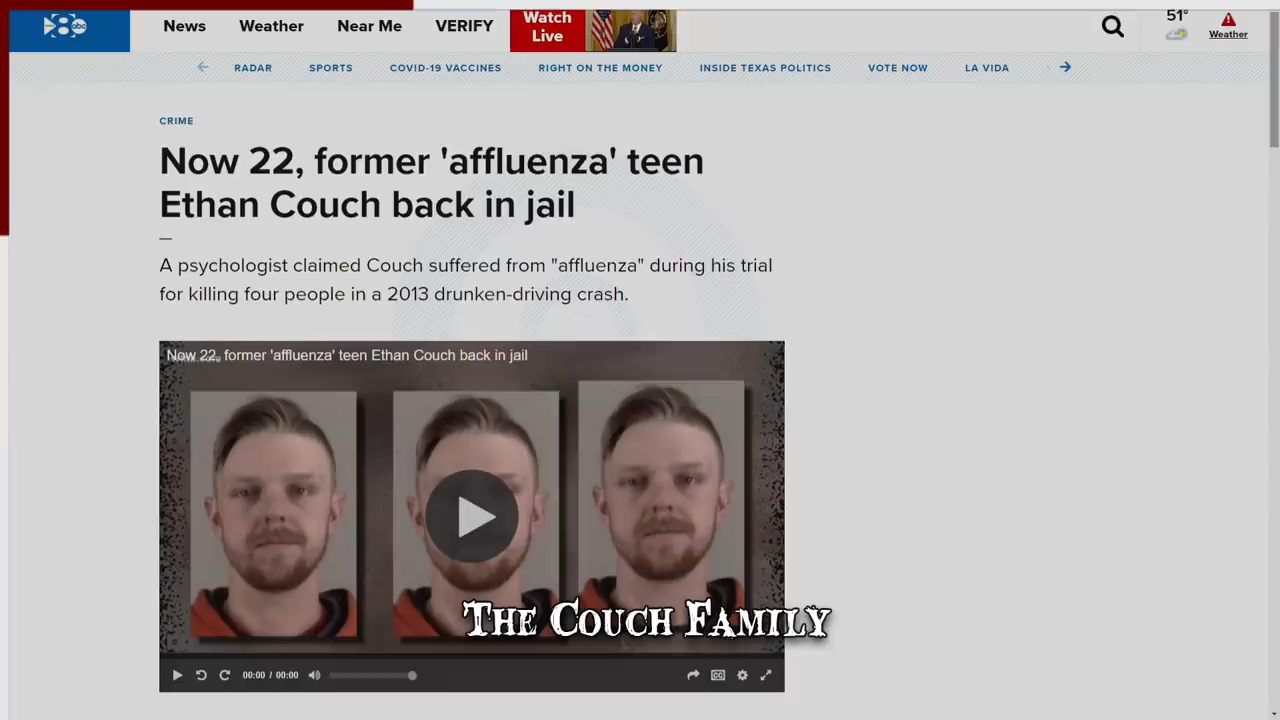 8 abc
News
Weather
Near Me
VERIFY
Watch
Live
51°
Weather
RADAR
SPORTS
COVID-19 VACCINES
RIGHT ON THE MONEY
INSIDE TEXAS POLITICS
VOTE NOW
LA VIDA
CRIME
Now 22, former 'affluenza' teen
Ethan Couch back in jail
A psychologist claimed Couch suffered from "affluenza" during his trial
for killing four people in a 2013 drunken-driving crash.
Now 22, former 'affluenza' teen Ethan Couch back in jail
THE COUCH FAMILY
00:00 / 00:00
CC